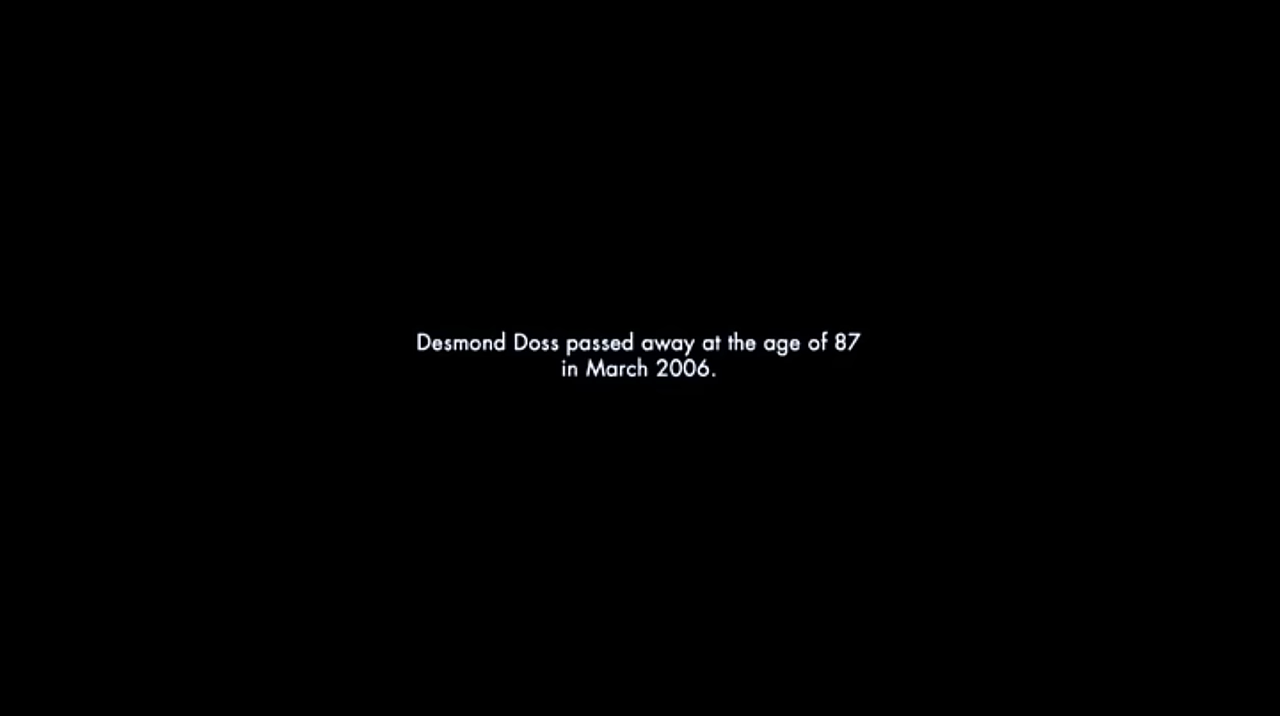 Desmond Doss passed away at the age of 87
in March 2006.